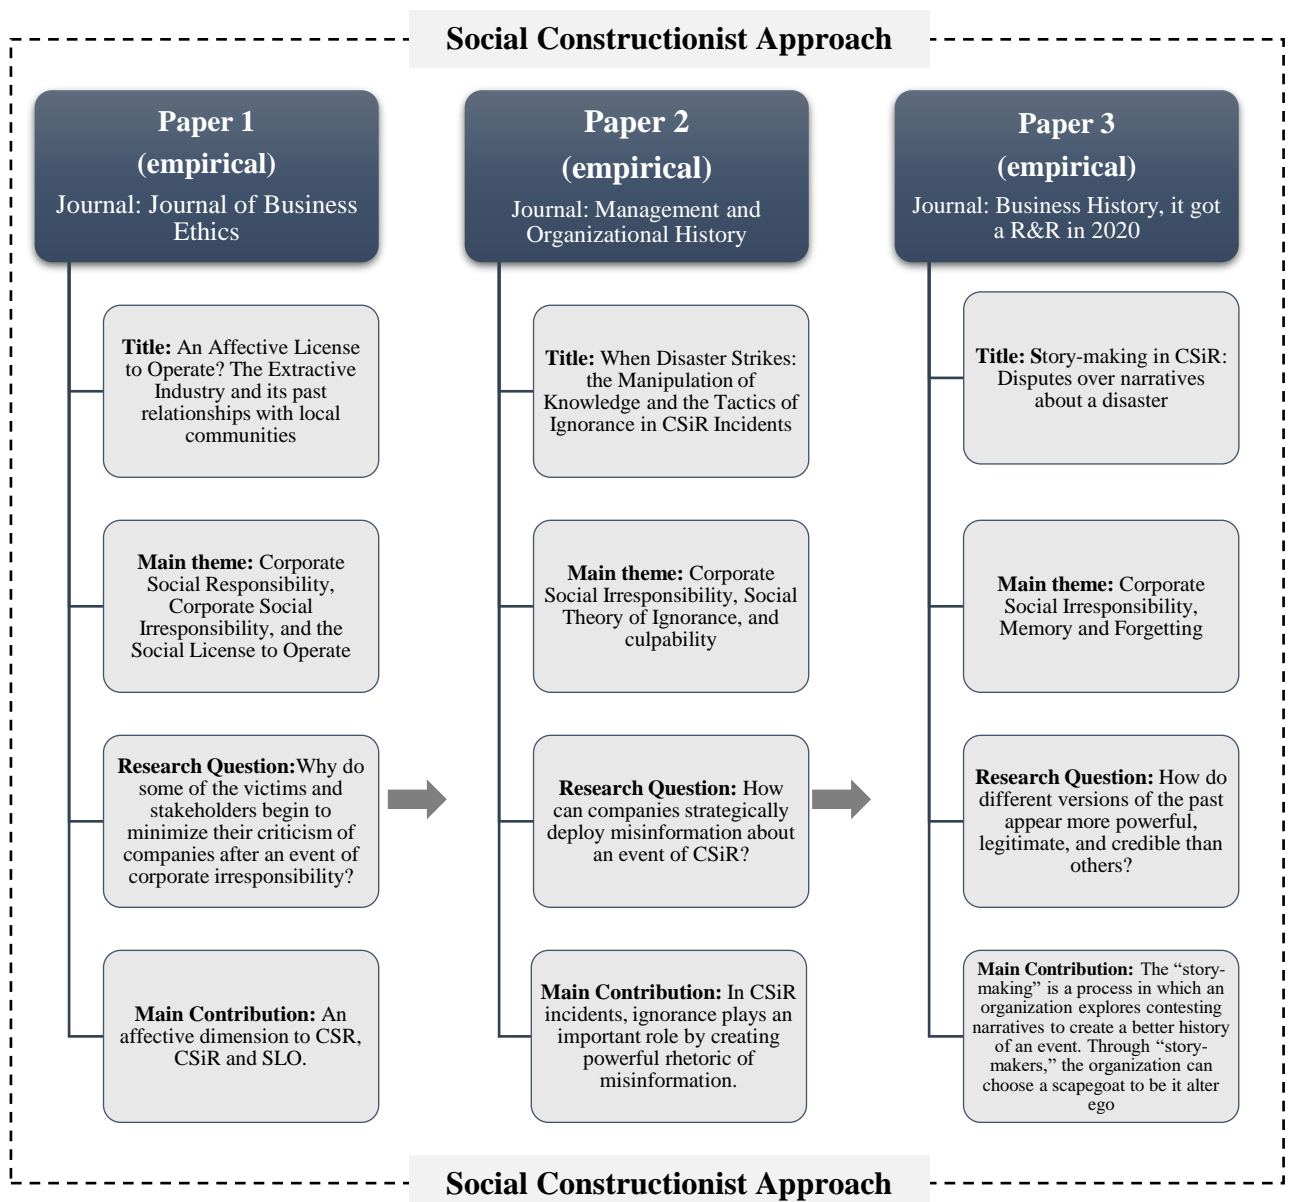 Social Constructionist Approach
Paper 1
(empirical)
Journal: Journal of Business
Ethics
Title: An Affective License
to Operate? The Extractive
Industry and its past
relationships with local
communities
Main theme: Corporate
Social Responsibility,
Corporate Social
Irresponsibility, and the
Social License to Operate
Research Question:Why do
some of the victims and
stakeholders begin to
minimize their criticism of
companies after an event of
corporate irresponsibility?
Main Contribution: An
affective dimension to CSR,
CSiR and SLO.
Paper 2
(empirical)
Journal: Management and
Organizational History
Title: When Disaster Strikes:
the Manipulation of
Knowledge and the Tactics of
Ignorance in CSiR Incidents
Main theme: Corporate
Social Irresponsibility, Social
Theory of Ignorance, and
culpability
Research Question: How
can companies strategically
deploy misinformation about
an event of CSiR?
Main Contribution: In CSiR
incidents, ignorance plays an
important role by creating
powerful rhetoric of
misinformation.
Paper 3
(empirical)
Journal: Business History, it got
a R&R in 2020
Title: Story-making in CSiR:
Disputes over narratives
about a disaster
Main theme: Corporate
Social Irresponsibility,
Memory and Forgetting
Research Question: How do
different versions of the past
appear more powerful,
legitimate, and credible than
others?
Main Contribution: The “story-
making” is a process in which an
organization explores contesting
narratives to create a better history
of an event. Through “story-
makers,” the organization can
choose a scapegoat to be it alter
ego
Social Constructionist Approach